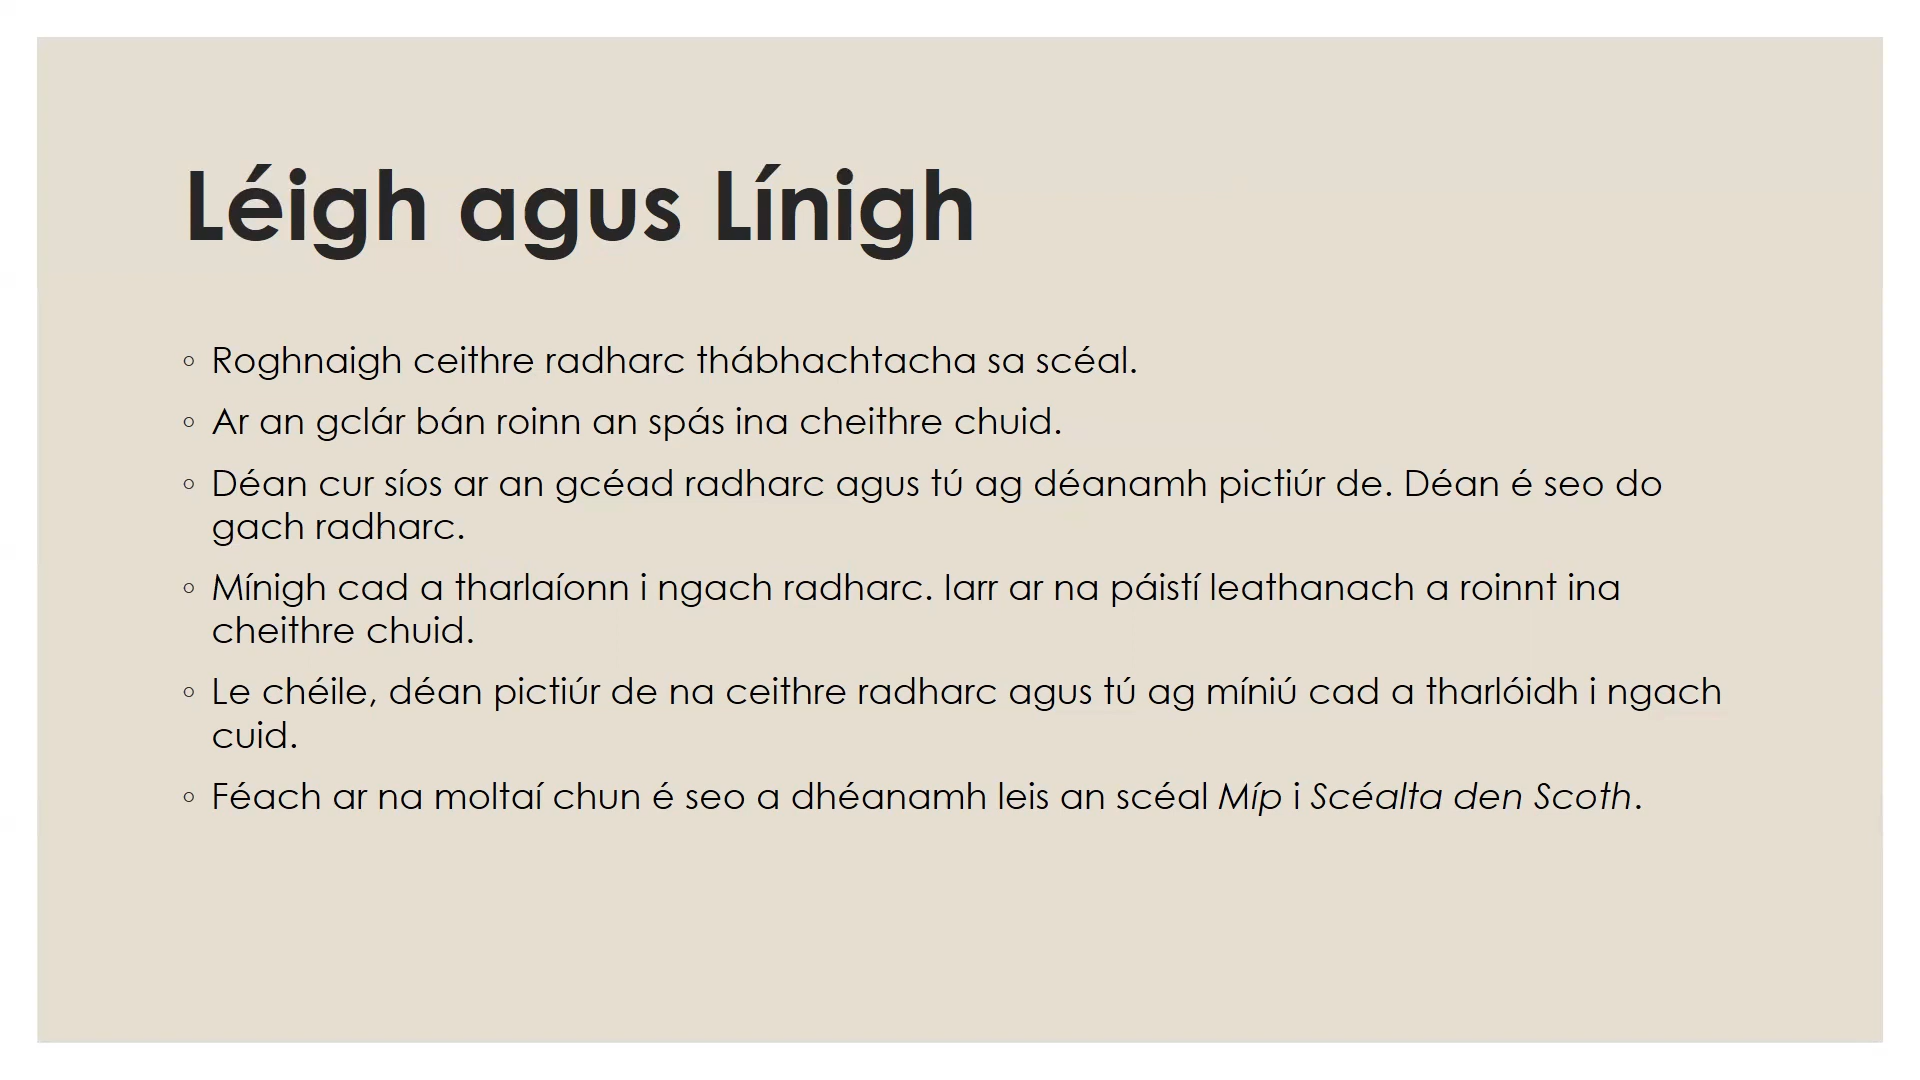 Léigh agus Línigh
◦ Roghnaigh ceithre radharc thábhachtacha sa scéal.
◦ Ar an gclár bán roinn an spás ina cheithre chuid.
◦ Déan cur síos ar an gcéad radharc agus tú ag déanamh pictiúr de. Déan é seo do
gach radharc.
◦ Mínigh cad a tharlaíonn i ngach radharc. Iarr ar na páistí leathanach a roinnt ina
cheithre chuid.
◦ Le chéile, déan pictiúr de na ceithre radharc agus tú ag míniú cad a tharlóidh i ngach
cuid.
◦ Féach ar na moltaí chun é seo a dhéanamh leis an scéal Míp i Scéalta den Scoth.